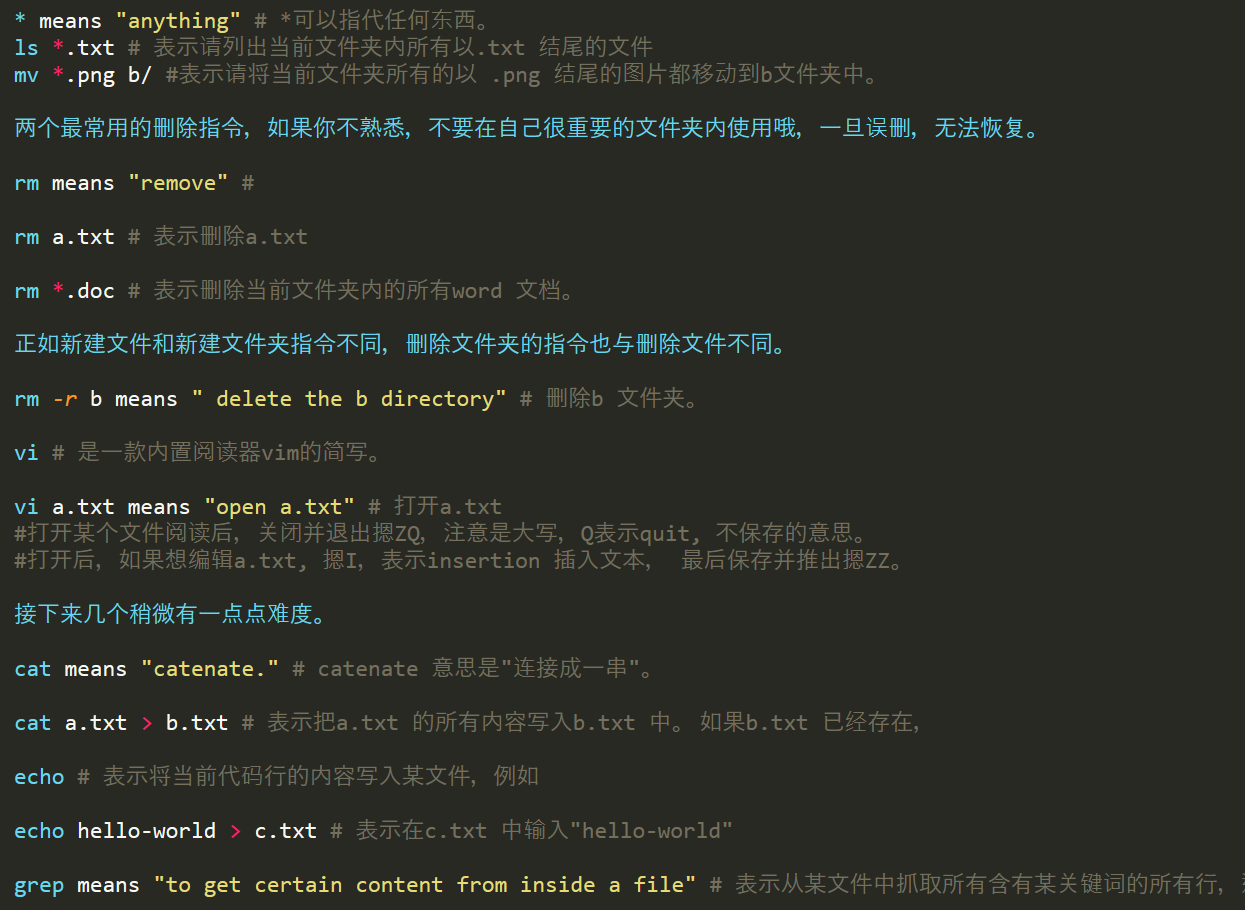 * means "anything" # *可以指代任何东西。
ls *.txt # 表示请列出当前文件夹内所有以.txt 结尾的文件
mv *.png b/ #表示请将当前文件夹所有的以 .png 结尾的图片都移动到b文件夹中。
两个最常用的删除指令, 如果你不熟悉, 不要在自己很重要的文件夹内使用哦, 一旦误删, 无法恢复。
rm means "remove" #
rm a.txt # 表示删除a.txt
rm *.doc # 表示删除当前文件夹内的所有word 文档。
正如新建文件和新建文件夹指令不同, 删除文件夹的指令也与删除文件不同。
rm -r b means " delete the b directory" # 删除b 文件夹。
vi # 是一款内置阅读器vim的简写。
vi a.txt means "open a.txt" # 打开a.txt
#打开某个文件阅读后, 关闭并退出摁ZQ, 注意是大写, Q表示quit, 不保存的意思。
#打开后, 如果想编辑a.txt, 摁I, 表示insertion 插入文本,  最后保存并推出摁ZZ。
接下来几个稍微有一点点难度。
cat means "catenate." # catenate 意思是"连接成一串"。
cat a.txt > b.txt # 表示把a.txt 的所有内容写入b.txt 中。如果b.txt 已经存在,
echo # 表示将当前代码行的内容写入某文件, 例如
echo hello-world > c.txt # 表示在c.txt 中输入"hello-world"
grep means "to get certain content from inside a file" # 表示从某文件中抓取所有含有某关键词的所有行,